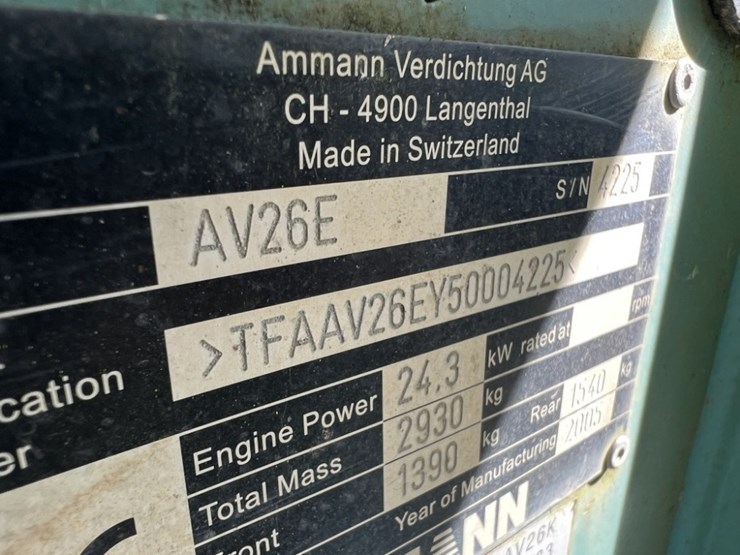 Ammann Verdichtung AG
CH - 4900 Langenthal
Made in Switzerland
AV26E S/N 4225
>TFAAV26EY50004225<
cation
er
Engine Power 24.3 kW rated at rpm
Total Mass 2930 kg
ront 1390 kg Rear 1540 kg
Year of Manufacturing 2005
NN
AV26K